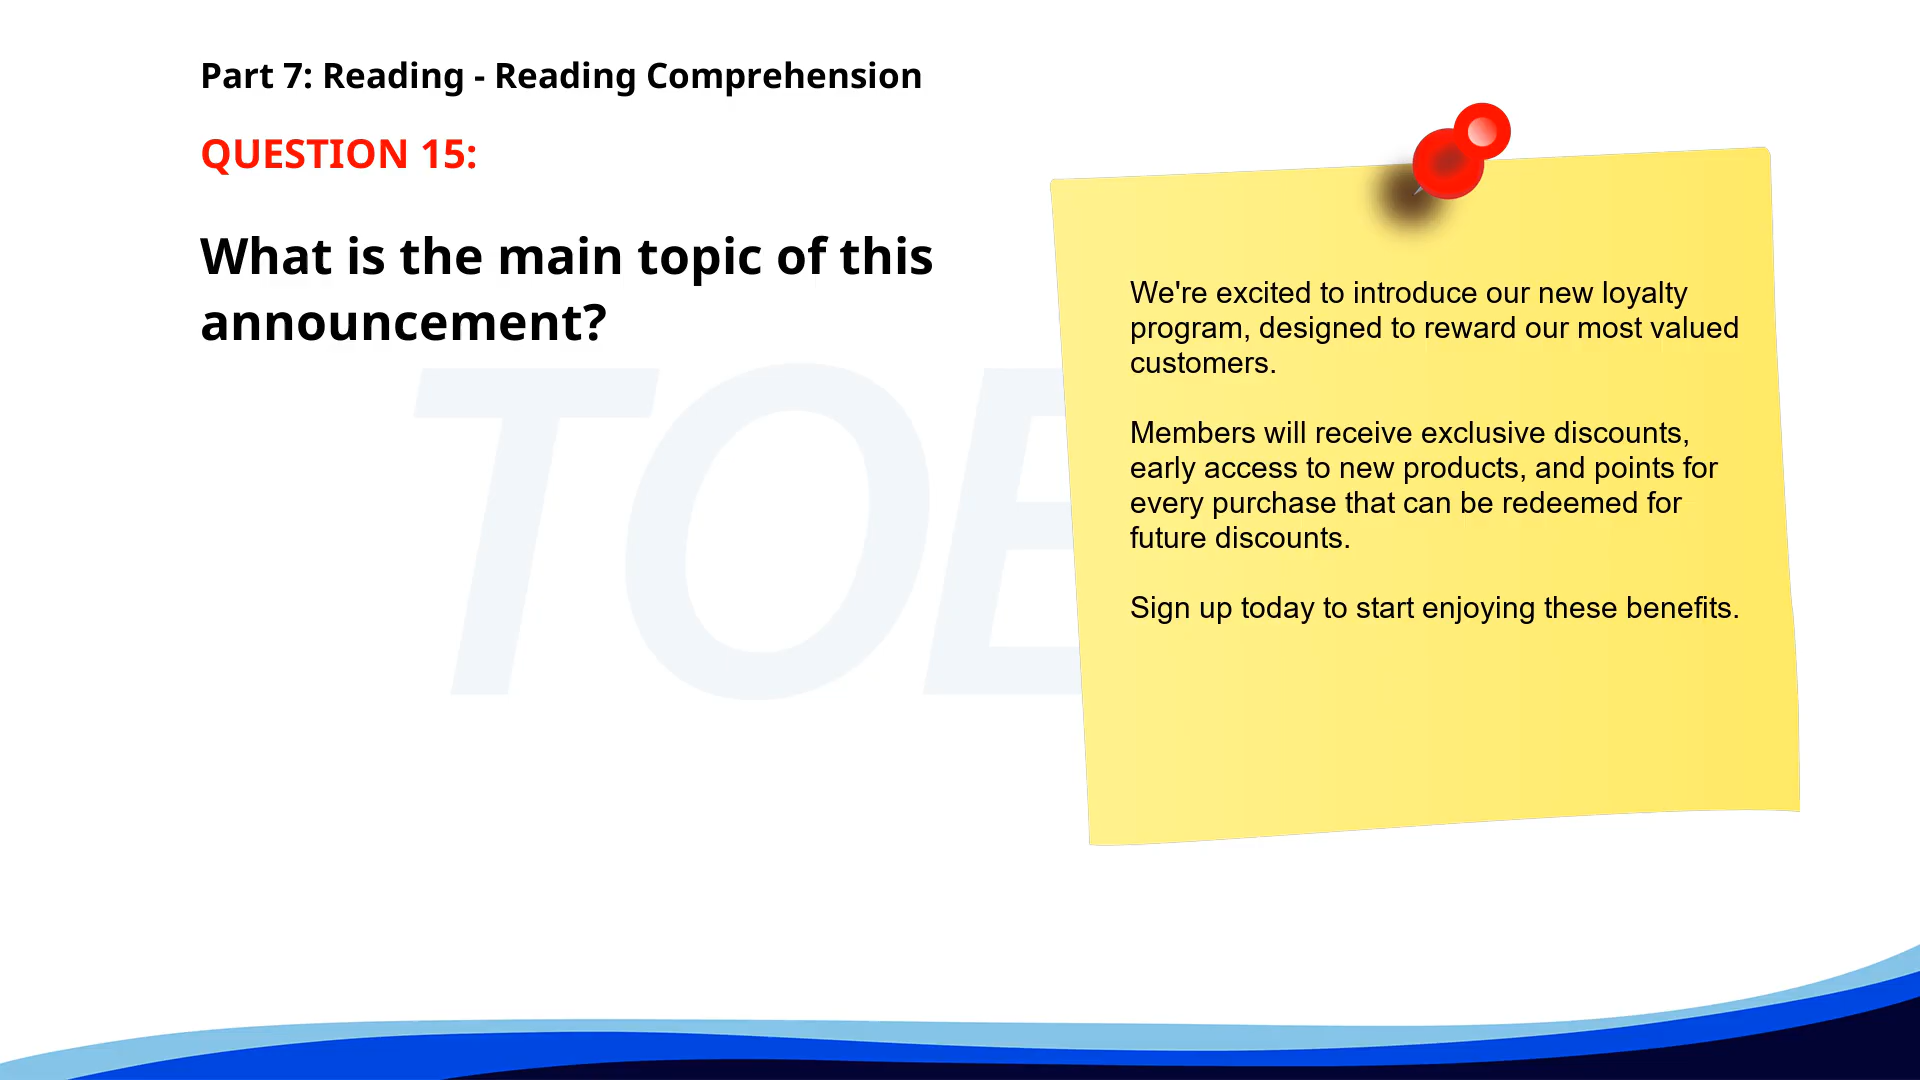 Part 7: Reading - Reading Comprehension
QUESTION 15:
What is the main topic of this
announcement?
TOE
We're excited to introduce our new loyalty
program, designed to reward our most valued
customers.
Members will receive exclusive discounts,
early access to new products, and points for
every purchase that can be redeemed for
future discounts.
Sign up today to start enjoying these benefits.